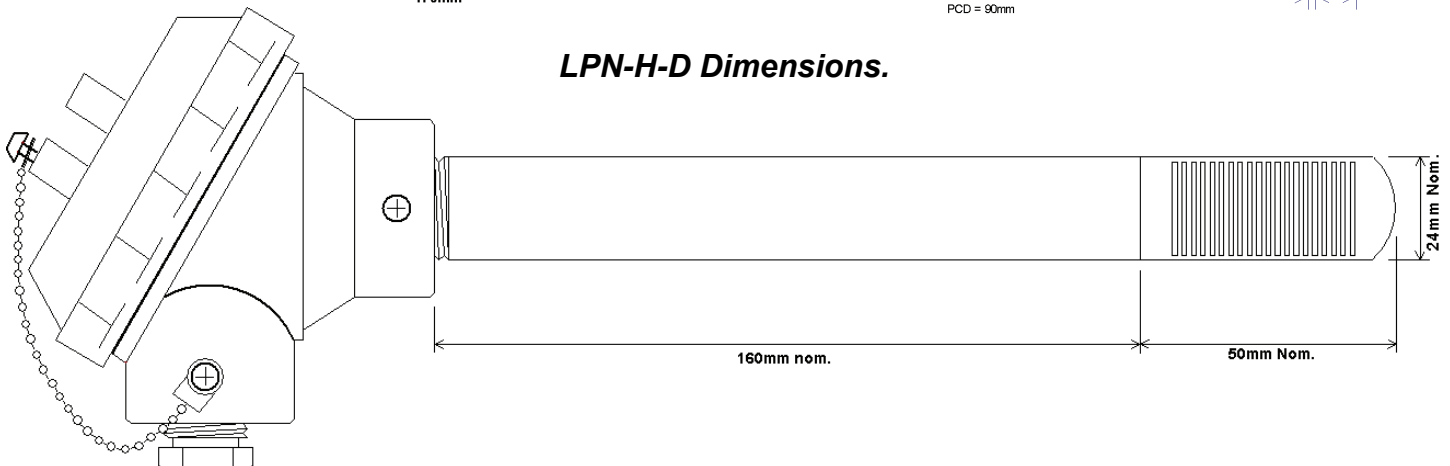 PCD = 90mm
LPN-H-D Dimensions.
24mm Nom.
160mm nom.
50mm Nom.